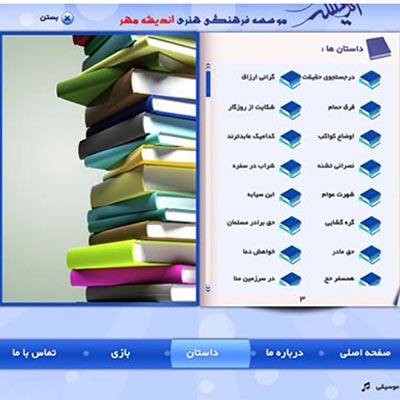 موسسه فرهنگی هنری اندیشه مهر
بستن
داستان ها :
درجستجوی حقیقت
گرانی ارزاق
قرق حمام
شکایت از روزگار
اوضاع کواکب
کدامیک عابدترند
نصرانی تشنه
شراب در سفره
شهرت عوام
ابن سیابه
گره گشایی
حق برادر مسلمان
حق مادر
خواهش دعا
همسفر حج
در سرزمین منا
۳
صفحه اصلی
درباره ما
داستان
بازی
تماس با ما
موسیقی